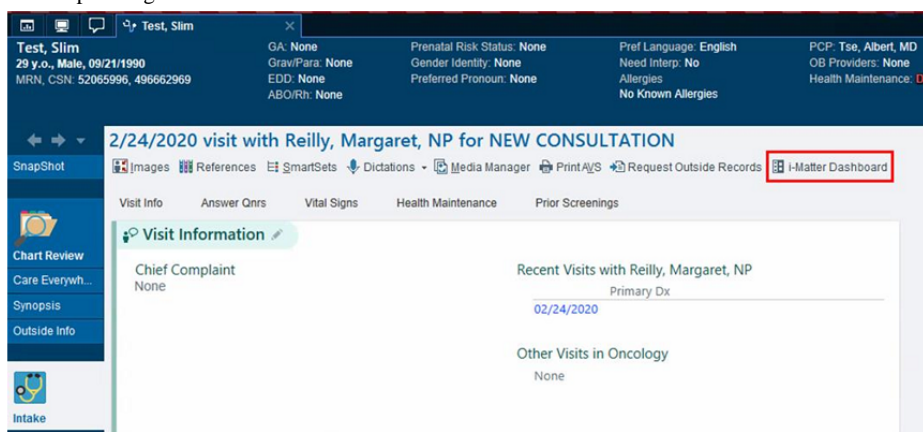 Test, Slim
Test, Slim
29 y.o., Male, 09/21/1990
MRN, CSN: 52065996, 496662969
GA: None
Grav/Para: None
EDD: None
ABO/Rh: None
Prenatal Risk Status: None
Gender Identity: None
Preferred Pronoun: None
Pref Language: English
Need Interp: No
Allergies
No Known Allergies
PCP: Tse, Albert, MD
OB Providers: None
Health Maintenance:
2/24/2020 visit with Reilly, Margaret, NP for NEW CONSULTATION
Images References SmartSets Dictations Media Manager Print AVS Request Outside Records i-Matter Dashboard
Visit Info Answer Qnrs Vital Signs Health Maintenance Prior Screenings
SnapShot
Chart Review
Care Everywh...
Synopsis
Outside Info
Intake
Visit Information
Chief Complaint
None
Recent Visits with Reilly, Margaret, NP
Primary Dx
02/24/2020
Other Visits in Oncology
None